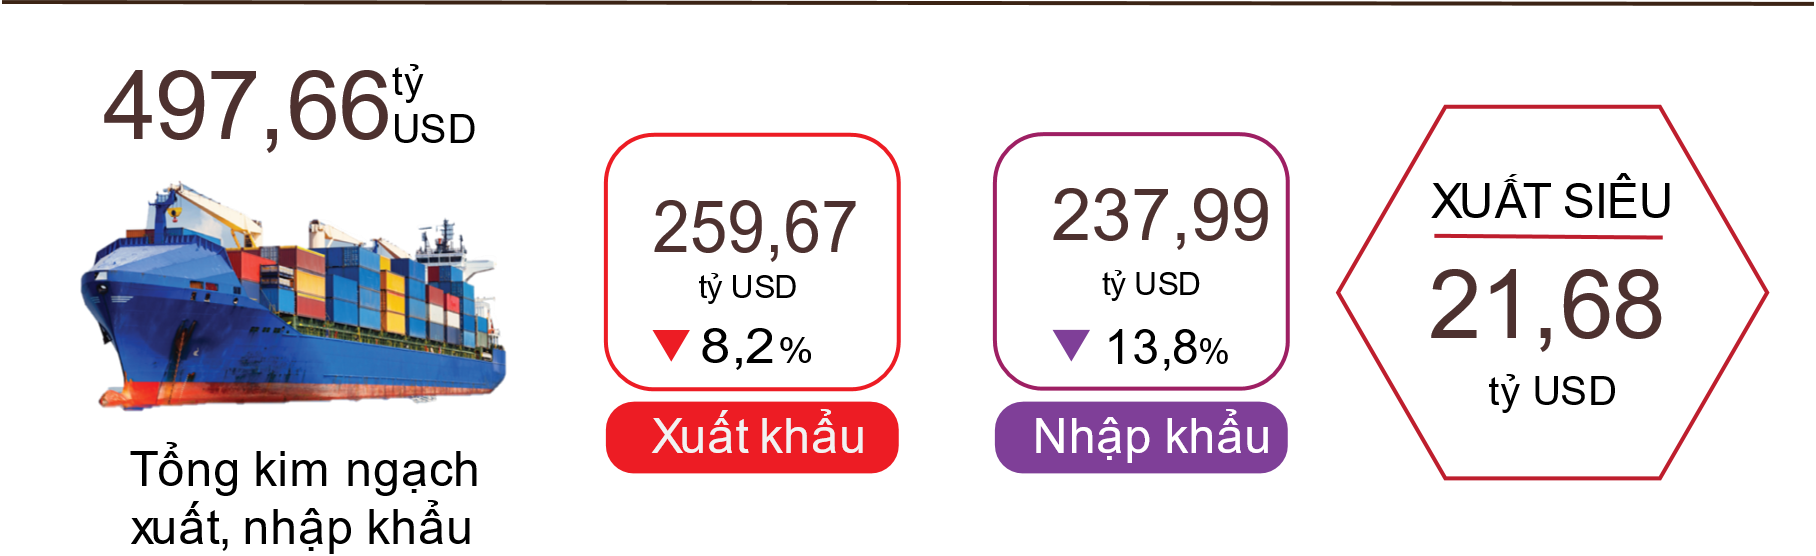 497,66 tỷ
USD
Tổng kim ngạch
xuất, nhập khẩu
259,67
tỷ USD
8,2%
Xuất khẩu
237,99
tỷ USD
13,8%
Nhập khẩu
XUẤT SIÊU
21,68
tỷ USD